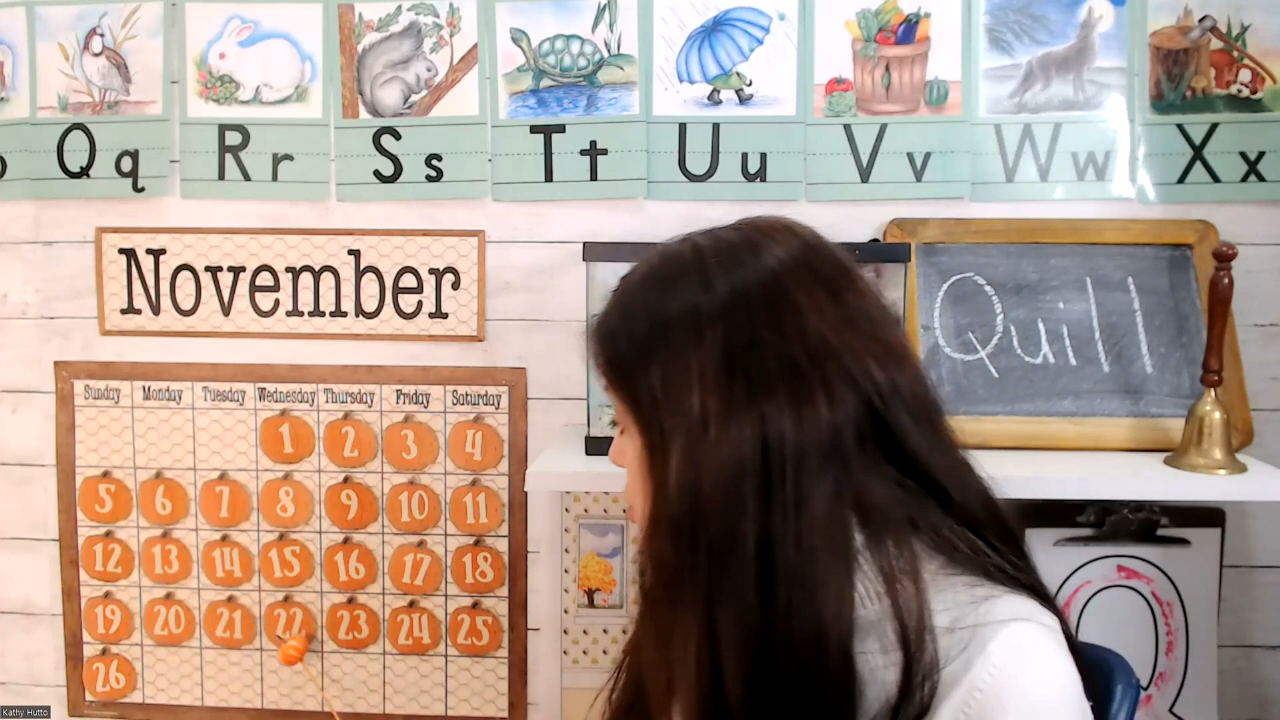 Qq Rr Ss Tt Uu Vv Ww Xx
November
Quill
Sunday Monday Tuesday Wednesday Thursday Friday Saturday
1 2 3 4
5 6 7 8 9 10 11
12 13 14 15 16 17 18
19 20 21 22 23 24 25
26
Q
Kathy Hutto